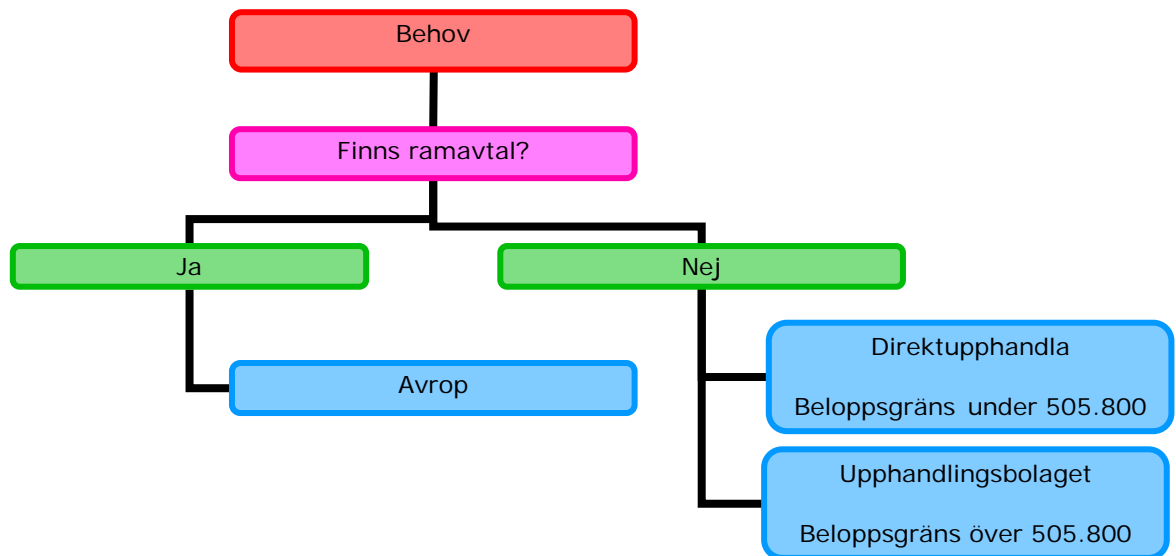 Behov
Finns ramavtal?
Ja
Nej
Avrop
Direktupphandla
Beloppsgräns under 505.800
Upphandlingsbolaget
Beloppsgräns över 505.800